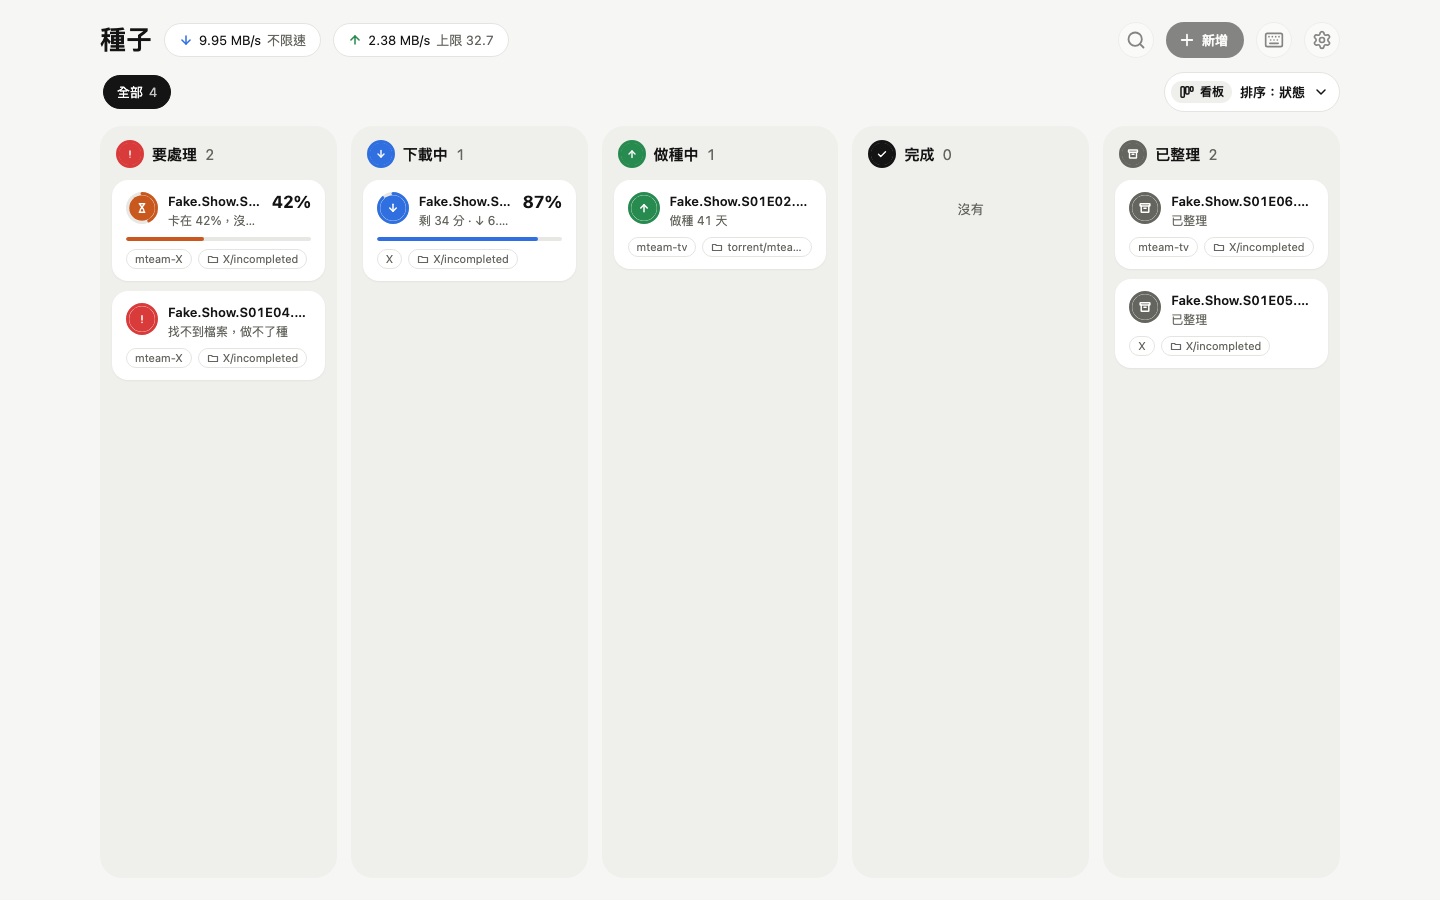 種子
9.95 MB/s 不限速
2.38 MB/s 上限 32.7
新增
全部 4
看板
排序：狀態
要處理 2
Fake.Show.S...
42%
卡在 42%，沒...
mteam-X
X/incompleted
Fake.Show.S01E04....
找不到檔案，做不了種
mteam-X
X/incompleted
下載中 1
Fake.Show.S...
87%
剩 34 分 · ↓ 6....
X
X/incompleted
做種中 1
Fake.Show.S01E02....
做種 41 天
mteam-tv
torrent/mtea...
完成 0
沒有
已整理 2
Fake.Show.S01E06....
已整理
mteam-tv
X/incompleted
Fake.Show.S01E05....
已整理
X
X/incompleted